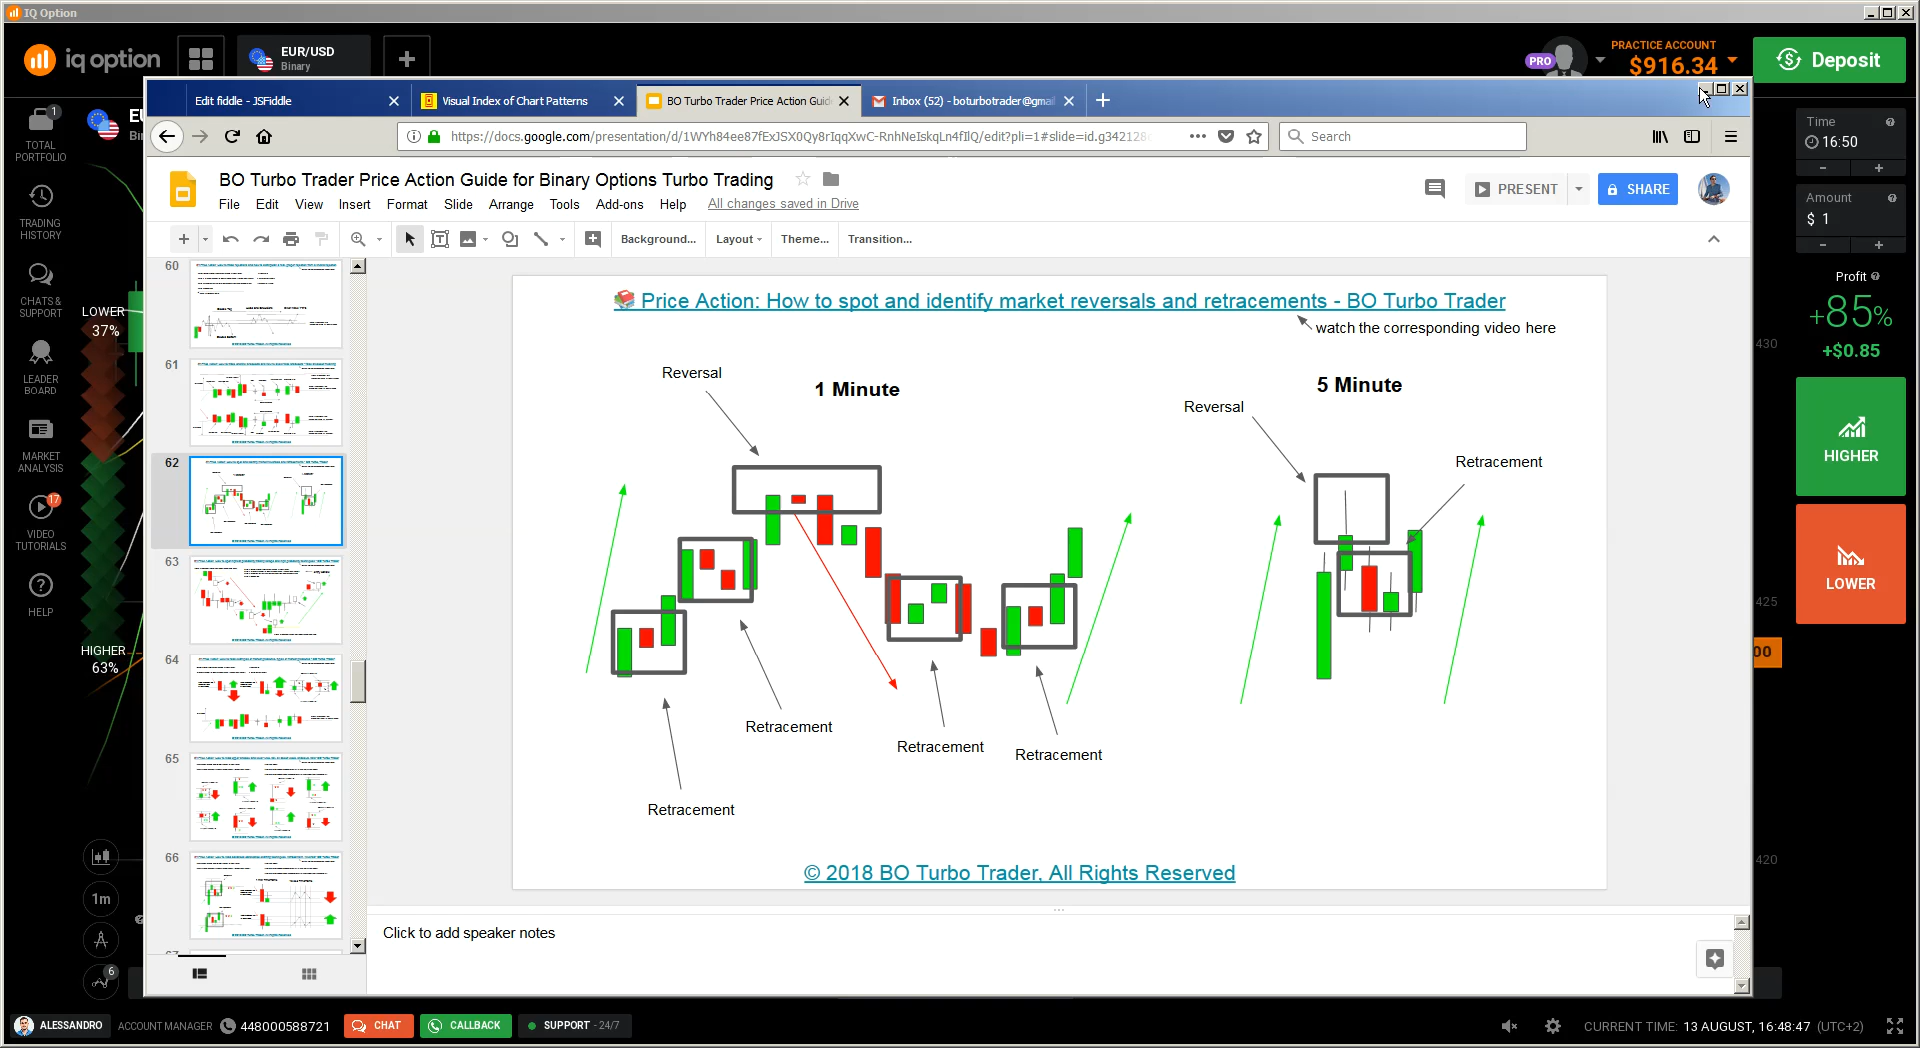 IQ Option
iq option
EUR/USD
Binary
PRO
PRACTICE ACCOUNT
$916.34
Deposit
Edit fiddle - JSFiddle
Visual Index of Chart Patterns
BO Turbo Trader Price Action Guid
Inbox (52) - boturbotrader@gmai
https://docs.google.com/presentation/d/1WYh84ee87fExJSX0Qy8rIqqXwC-RnhNeIskqLn4fIlQ/edit?pli=1#slide=id.g342128
Search
BO Turbo Trader Price Action Guide for Binary Options Turbo Trading
File Edit View Insert Format Slide Arrange Tools Add-ons Help All changes saved in Drive
PRESENT
SHARE
Background... Layout Theme... Transition...
1
TOTAL
PORTFOLIO
TRADING
HISTORY
CHATS &
SUPPORT
LEADER
BOARD
MARKET
ANALYSIS
17
VIDEO
TUTORIALS
HELP
LOWER
37%
HIGHER
63%
1m
6
60
61
62
63
64
65
66
Price Action: How to spot and identify market reversals and retracements - BO Turbo Trader
watch the corresponding video here
Reversal
1 Minute
5 Minute
Reversal
Retracement
Retracement
Retracement
Retracement
Retracement
© 2018 BO Turbo Trader, All Rights Reserved
Click to add speaker notes
Time
16:50
- +
Amount
$ 1
- +
Profit
+85%
+$0.85
HIGHER
LOWER
430
425
00
420
ALESSANDRO ACCOUNT MANAGER 448000588721 CHAT CALLBACK SUPPORT - 24/7
CURRENT TIME: 13 AUGUST, 16:48:47 (UTC+2)